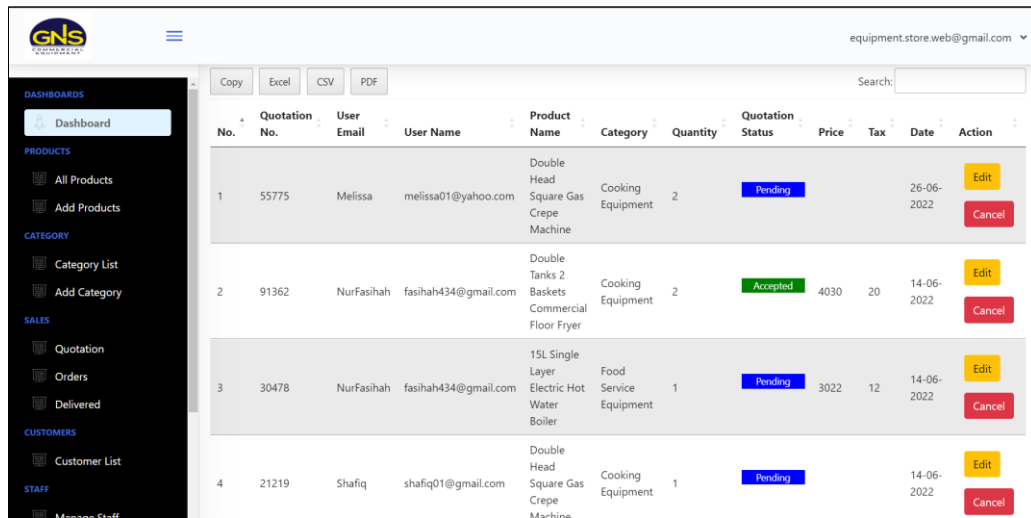 GNS
COMMERCIAL
EQUIPMENT
equipment.store.web@gmail.com
DASHBOARDS
Dashboard
PRODUCTS
All Products
Add Products
CATEGORY
Category List
Add Category
SALES
Quotation
Orders
Delivered
CUSTOMERS
Customer List
STAFF
Manage Staff
Copy Excel CSV PDF Search:
No. Quotation No. User Email User Name Product Name Category Quantity Quotation Status Price Tax Date Action
1 55775 Melissa melissa01@yahoo.com Double Head Square Gas Crepe Machine Cooking Equipment 2 Pending 26-06-2022 Edit Cancel
2 91362 NurFasihah fasihah434@gmail.com Double Tanks 2 Baskets Commercial Floor Fryer Cooking Equipment 2 Accepted 4030 20 14-06-2022 Edit Cancel
3 30478 NurFasihah fasihah434@gmail.com 15L Single Layer Electric Hot Water Boiler Food Service Equipment 1 Pending 3022 12 14-06-2022 Edit Cancel
4 21219 Shafiq shafiq01@gmail.com Double Head Square Gas Crepe Machine Cooking Equipment 1 Pending 14-06-2022 Edit Cancel